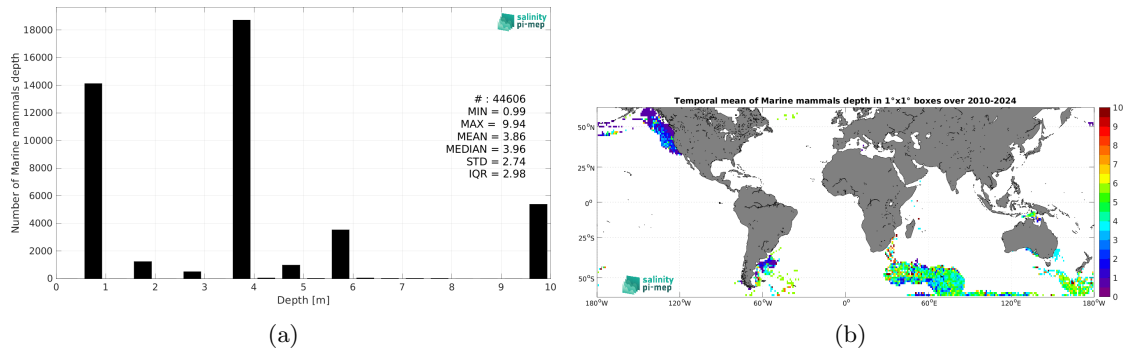 salinity
pi-mep
18000
16000
14000
12000
10000
8000
6000
4000
2000
0
Number of Marine mammals depth
# : 44606
MIN = 0.99
MAX = 9.94
MEAN = 3.86
MEDIAN = 3.96
STD = 2.74
IQR = 2.98
0 1 2 3 4 5 6 7 8 9 10
Depth [m]
(a)
Temporal mean of Marine mammals depth in 1°x1° boxes over 2010-2024
50°N
25°N
0°
25°S
50°S
180°W 120°W 60°W 0° 60°E 120°E 180°W
salinity
pi-mep
10
9
8
7
6
5
4
3
2
1
0
(b)